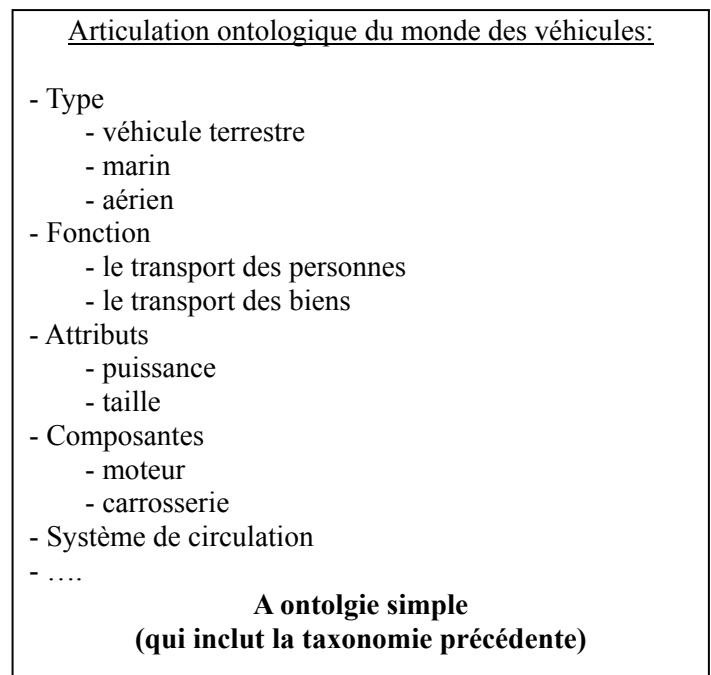 Articulation ontologique du monde des véhicules:
- Type
- véhicule terrestre
- marin
- aérien
- Fonction
- le transport des personnes
- le transport des biens
- Attributs
- puissance
- taille
- Composantes
- moteur
- carrosserie
- Système de circulation
- ….
A ontolgie simple
(qui inclut la taxonomie précédente)